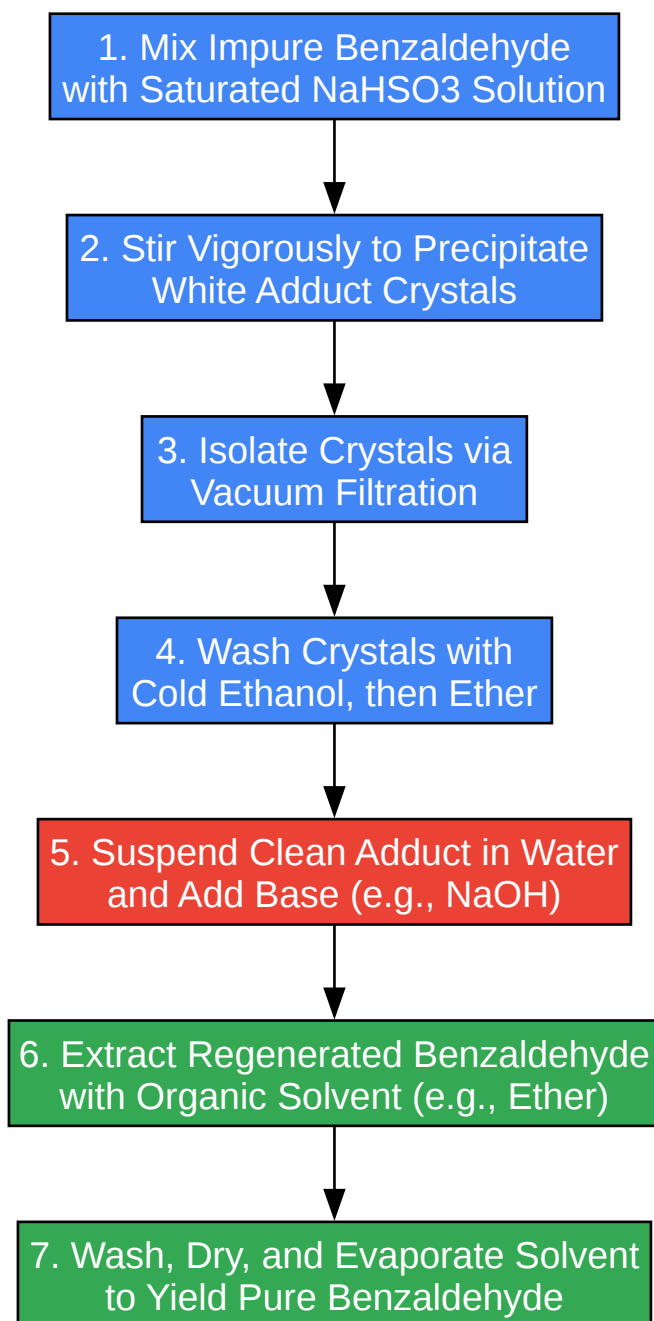 1. Mix Impure Benzaldehyde
with Saturated NaHSO3 Solution
2. Stir Vigorously to Precipitate
White Adduct Crystals
3. Isolate Crystals via
Vacuum Filtration
4. Wash Crystals with
Cold Ethanol, then Ether
5. Suspend Clean Adduct in Water
and Add Base (e.g., NaOH)
6. Extract Regenerated Benzaldehyde
with Organic Solvent (e.g., Ether)
7. Wash, Dry, and Evaporate Solvent
to Yield Pure Benzaldehyde